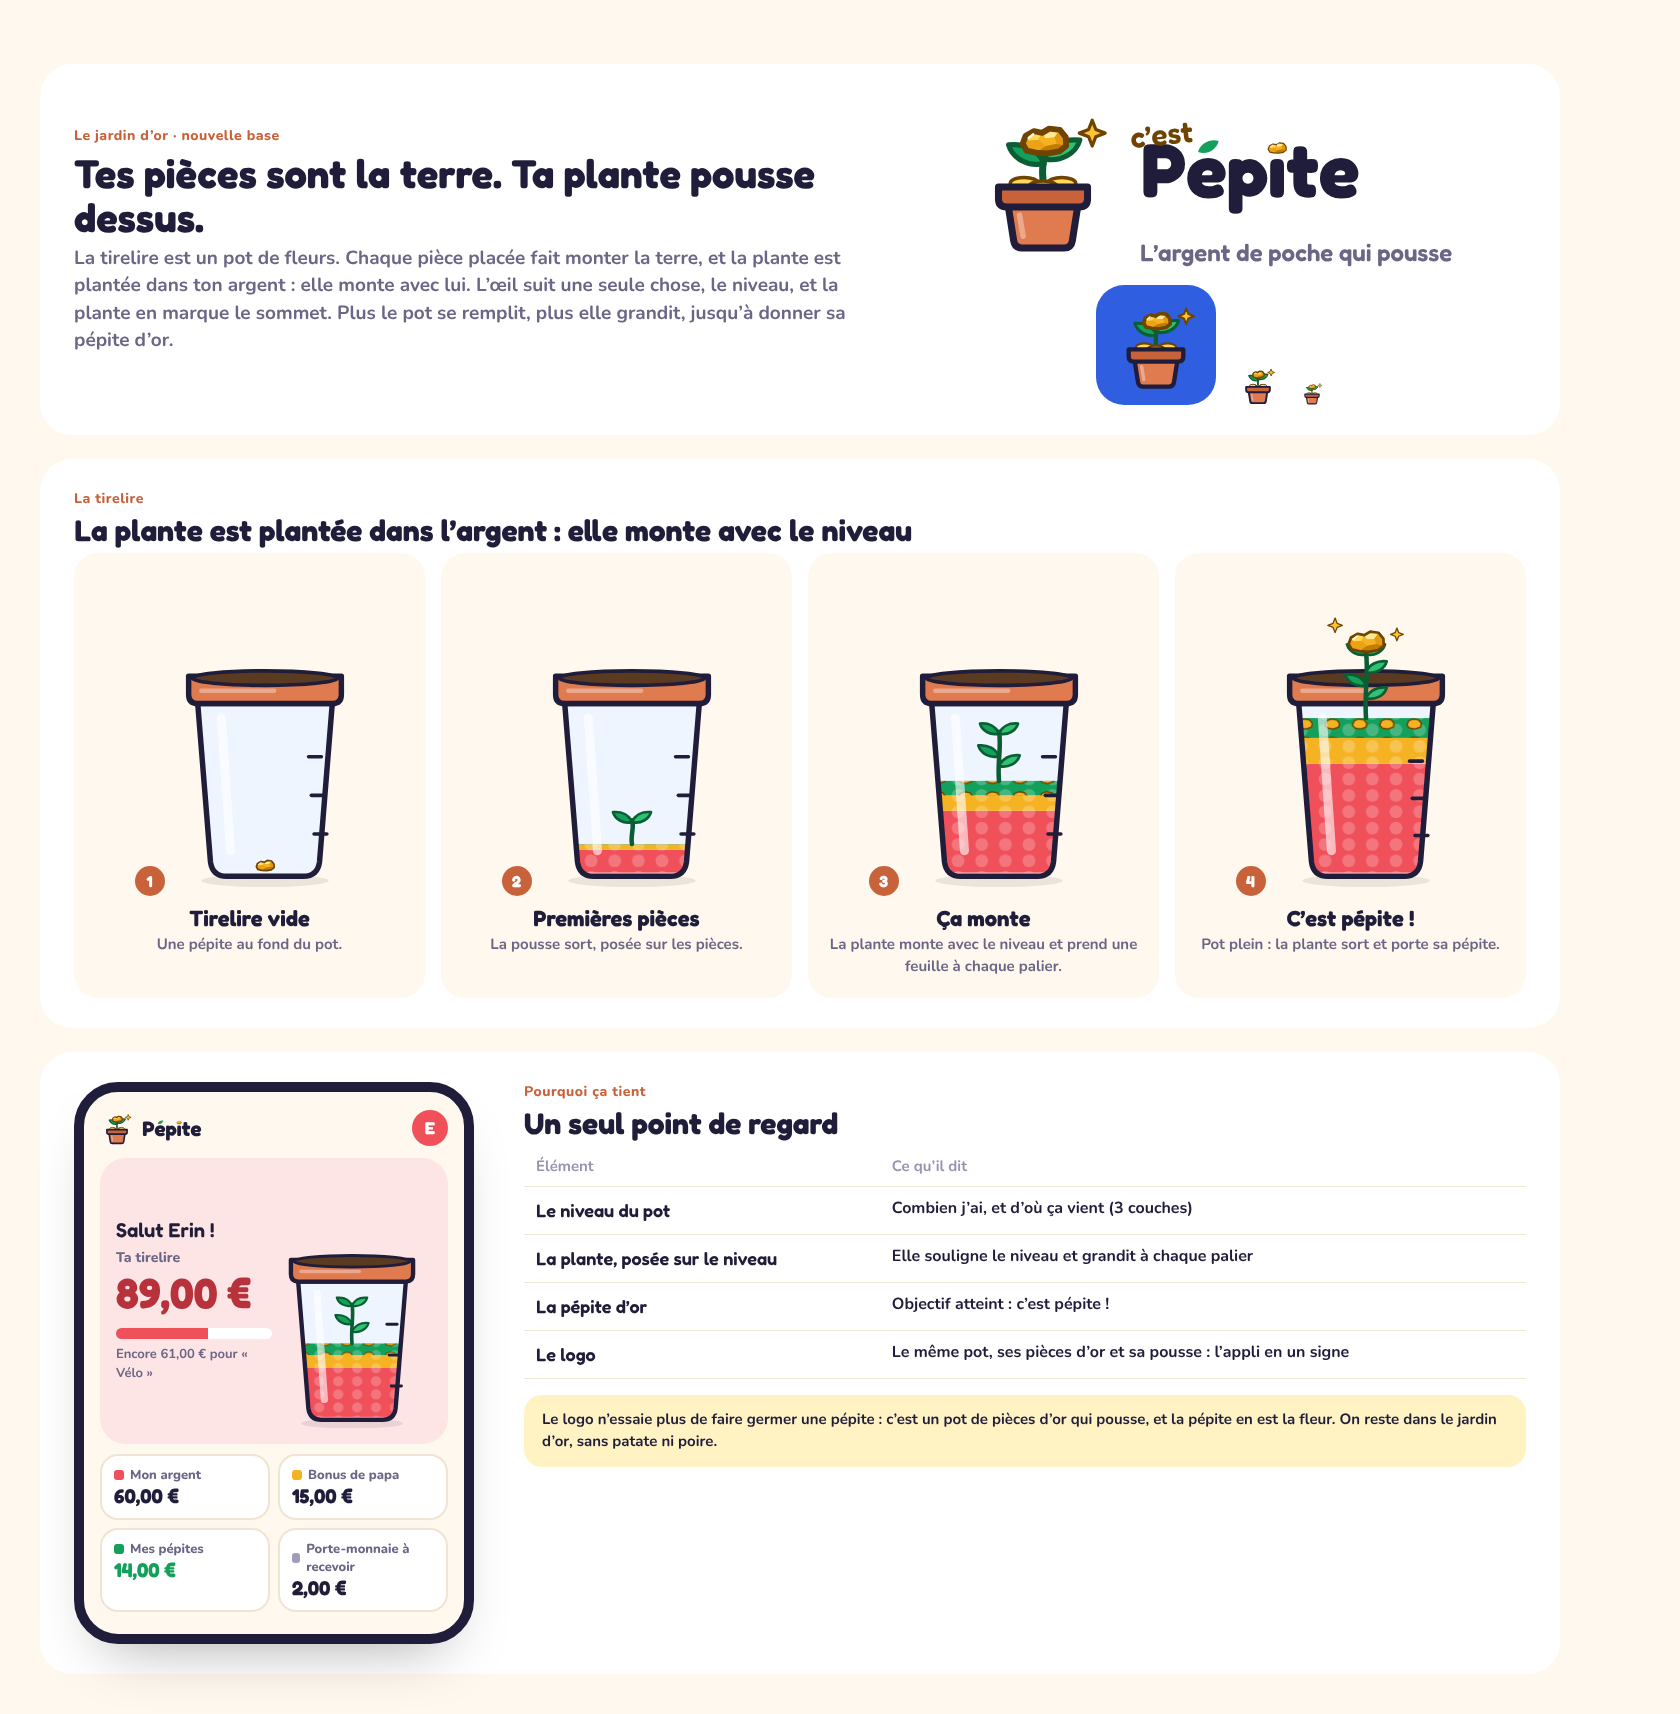 Le jardin d’or · nouvelle base
Tes pièces sont la terre. Ta plante pousse
dessus.
La tirelire est un pot de fleurs. Chaque pièce placée fait monter la terre, et la plante est
plantée dans ton argent : elle monte avec lui. L’œil suit une seule chose, le niveau, et la
plante en marque le sommet. Plus le pot se remplit, plus elle grandit, jusqu’à donner sa
pépite d’or.
c’est
Pépite
L’argent de poche qui pousse
La tirelire
La plante est plantée dans l’argent : elle monte avec le niveau
1
Tirelire vide
Une pépite au fond du pot.
2
Premières pièces
La pousse sort, posée sur les pièces.
3
Ça monte
La plante monte avec le niveau et prend une
feuille à chaque palier.
4
C’est pépite !
Pot plein : la plante sort et porte sa pépite.
Pépite
E
Salut Erin !
Ta tirelire
89,00 €
Encore 61,00 € pour «
Vélo »
Mon argent
60,00 €
Bonus de papa
15,00 €
Mes pépites
14,00 €
Porte-monnaie à
recevoir
2,00 €
Pourquoi ça tient
Un seul point de regard
Élément
Ce qu’il dit
Le niveau du pot
Combien j’ai, et d’où ça vient (3 couches)
La plante, posée sur le niveau
Elle souligne le niveau et grandit à chaque palier
La pépite d’or
Objectif atteint : c’est pépite !
Le logo
Le même pot, ses pièces d’or et sa pousse : l’appli en un signe
Le logo n’essaie plus de faire germer une pépite : c’est un pot de pièces d’or qui pousse, et la pépite en est la fleur. On reste dans le jardin
d’or, sans patate ni poire.